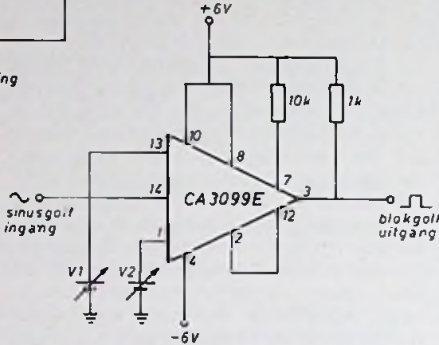 +6V
ing
10k
1k
10
8
13
14
7
3
CA3099E
12
sinusgolf
ingang
blokgolf
uitgang
1
2
4
V1
V2
-6V